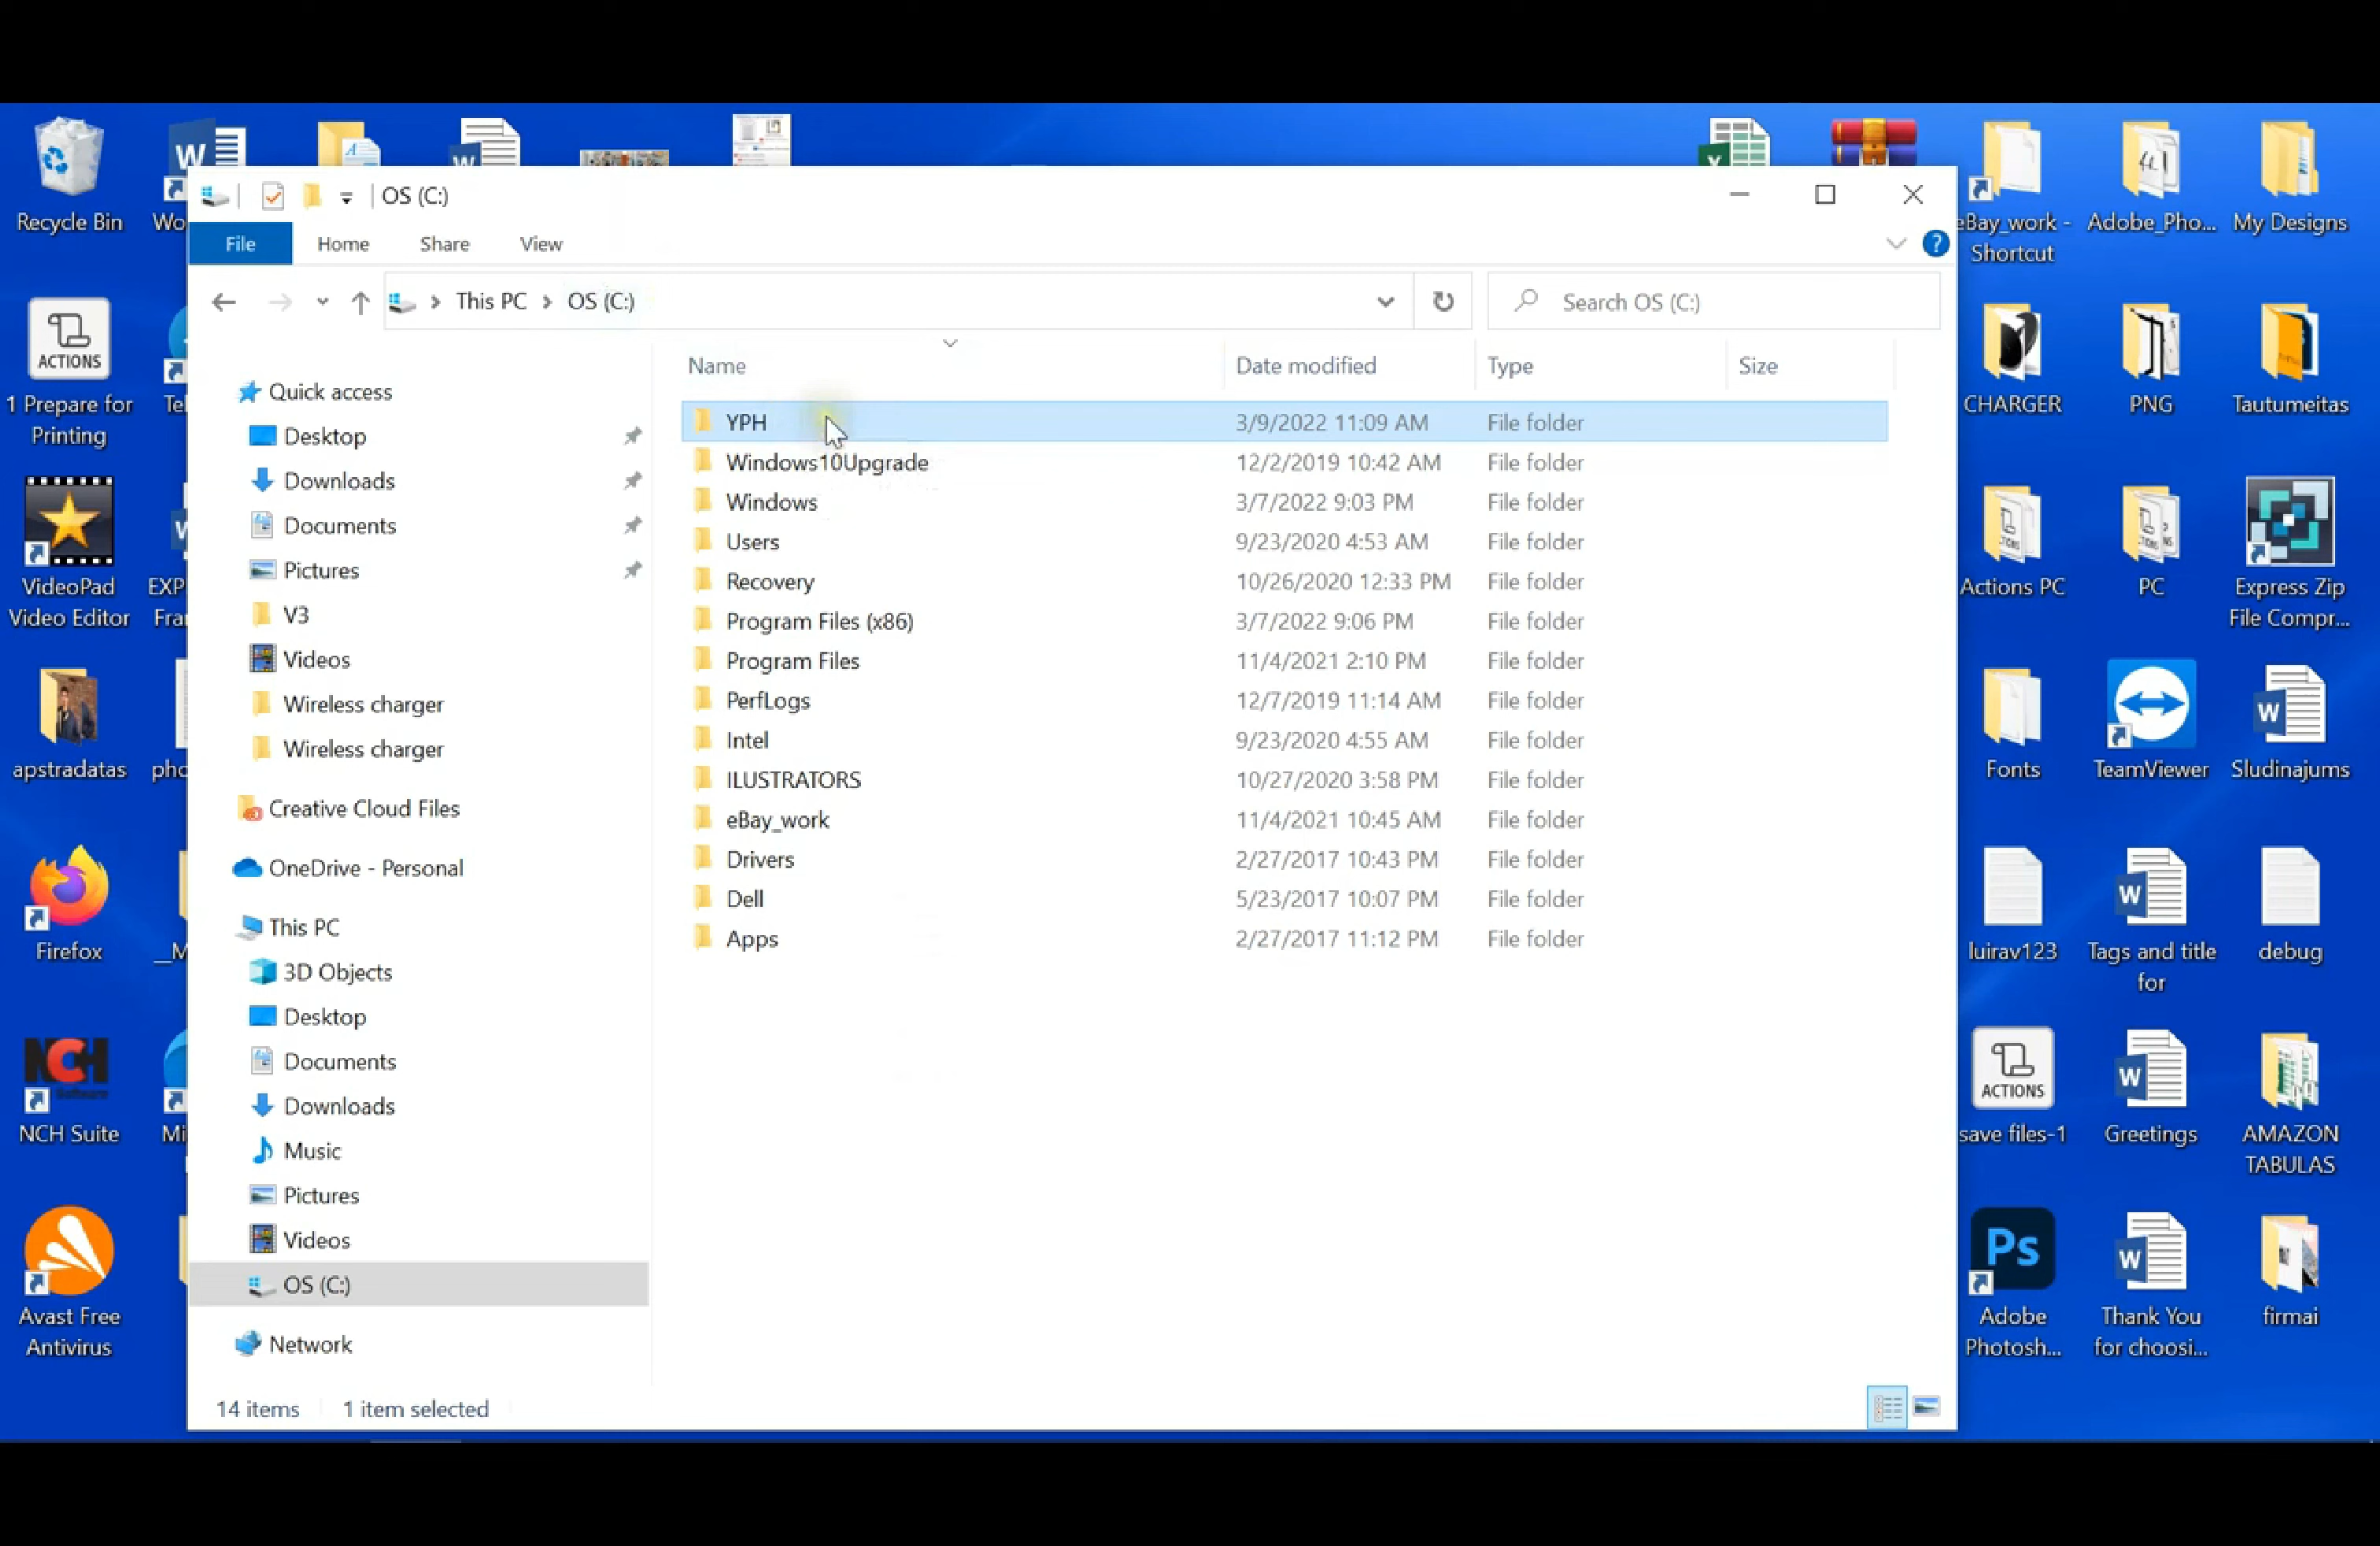 OS (C:)
File Home Share View
This PC OS (C:)
Search OS (C:)
Name Date modified Type Size
YPH 3/9/2022 11:09 AM File folder
Windows10Upgrade 12/2/2019 10:42 AM File folder
Windows 3/7/2022 9:03 PM File folder
Users 9/23/2020 4:53 AM File folder
Recovery 10/26/2020 12:33 PM File folder
Program Files (x86) 3/7/2022 9:06 PM File folder
Program Files 11/4/2021 2:10 PM File folder
PerfLogs 12/7/2019 11:14 AM File folder
Intel 9/23/2020 4:55 AM File folder
ILUSTRATORS 10/27/2020 3:58 PM File folder
eBay_work 11/4/2021 10:45 AM File folder
Drivers 2/27/2017 10:43 PM File folder
Dell 5/23/2017 10:07 PM File folder
Apps 2/27/2017 11:12 PM File folder
Quick access
Desktop
Downloads
Documents
Pictures
V3
Videos
Wireless charger
Wireless charger
Creative Cloud Files
OneDrive - Personal
This PC
3D Objects
Desktop
Documents
Downloads
Music
Pictures
Videos
OS (C:)
Network
14 items 1 item selected
Recycle Bin
Wo
ACTIONS
1 Prepare for
Printing
Tel
VideoPad
Video Editor
EXP
Fra
apstradatas
pho
Firefox
__M
NCH
NCH Suite
Mi
Avast Free
Antivirus
eBay_work -
Shortcut
Adobe_Pho...
My Designs
CHARGER
PNG
Tautumeitas
Actions PC
PC
Express Zip
File Compr...
Fonts
TeamViewer
Sludinajums
luirav123
Tags and title
for
debug
ACTIONS
save files-1
Greetings
AMAZON
TABULAS
Ps
Adobe
Photosh...
Thank You
for choosi...
firmai